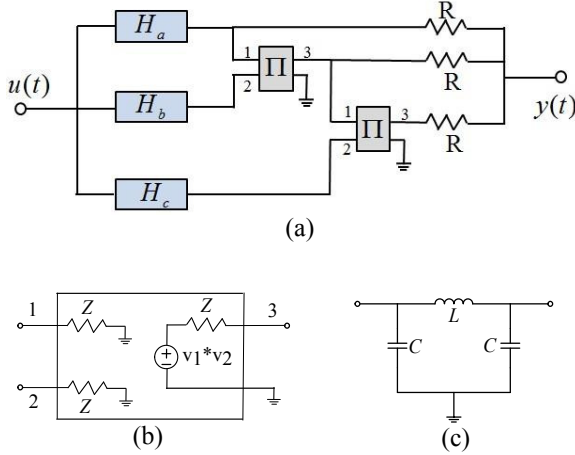 H_a
R
1
3
Π
2
u(t)
R
H_b
1
3
Π
y(t)
2
R
H_c
(a)
1
Z
Z
3
v1*v2
2
Z
(b)
L
C
C
(c)